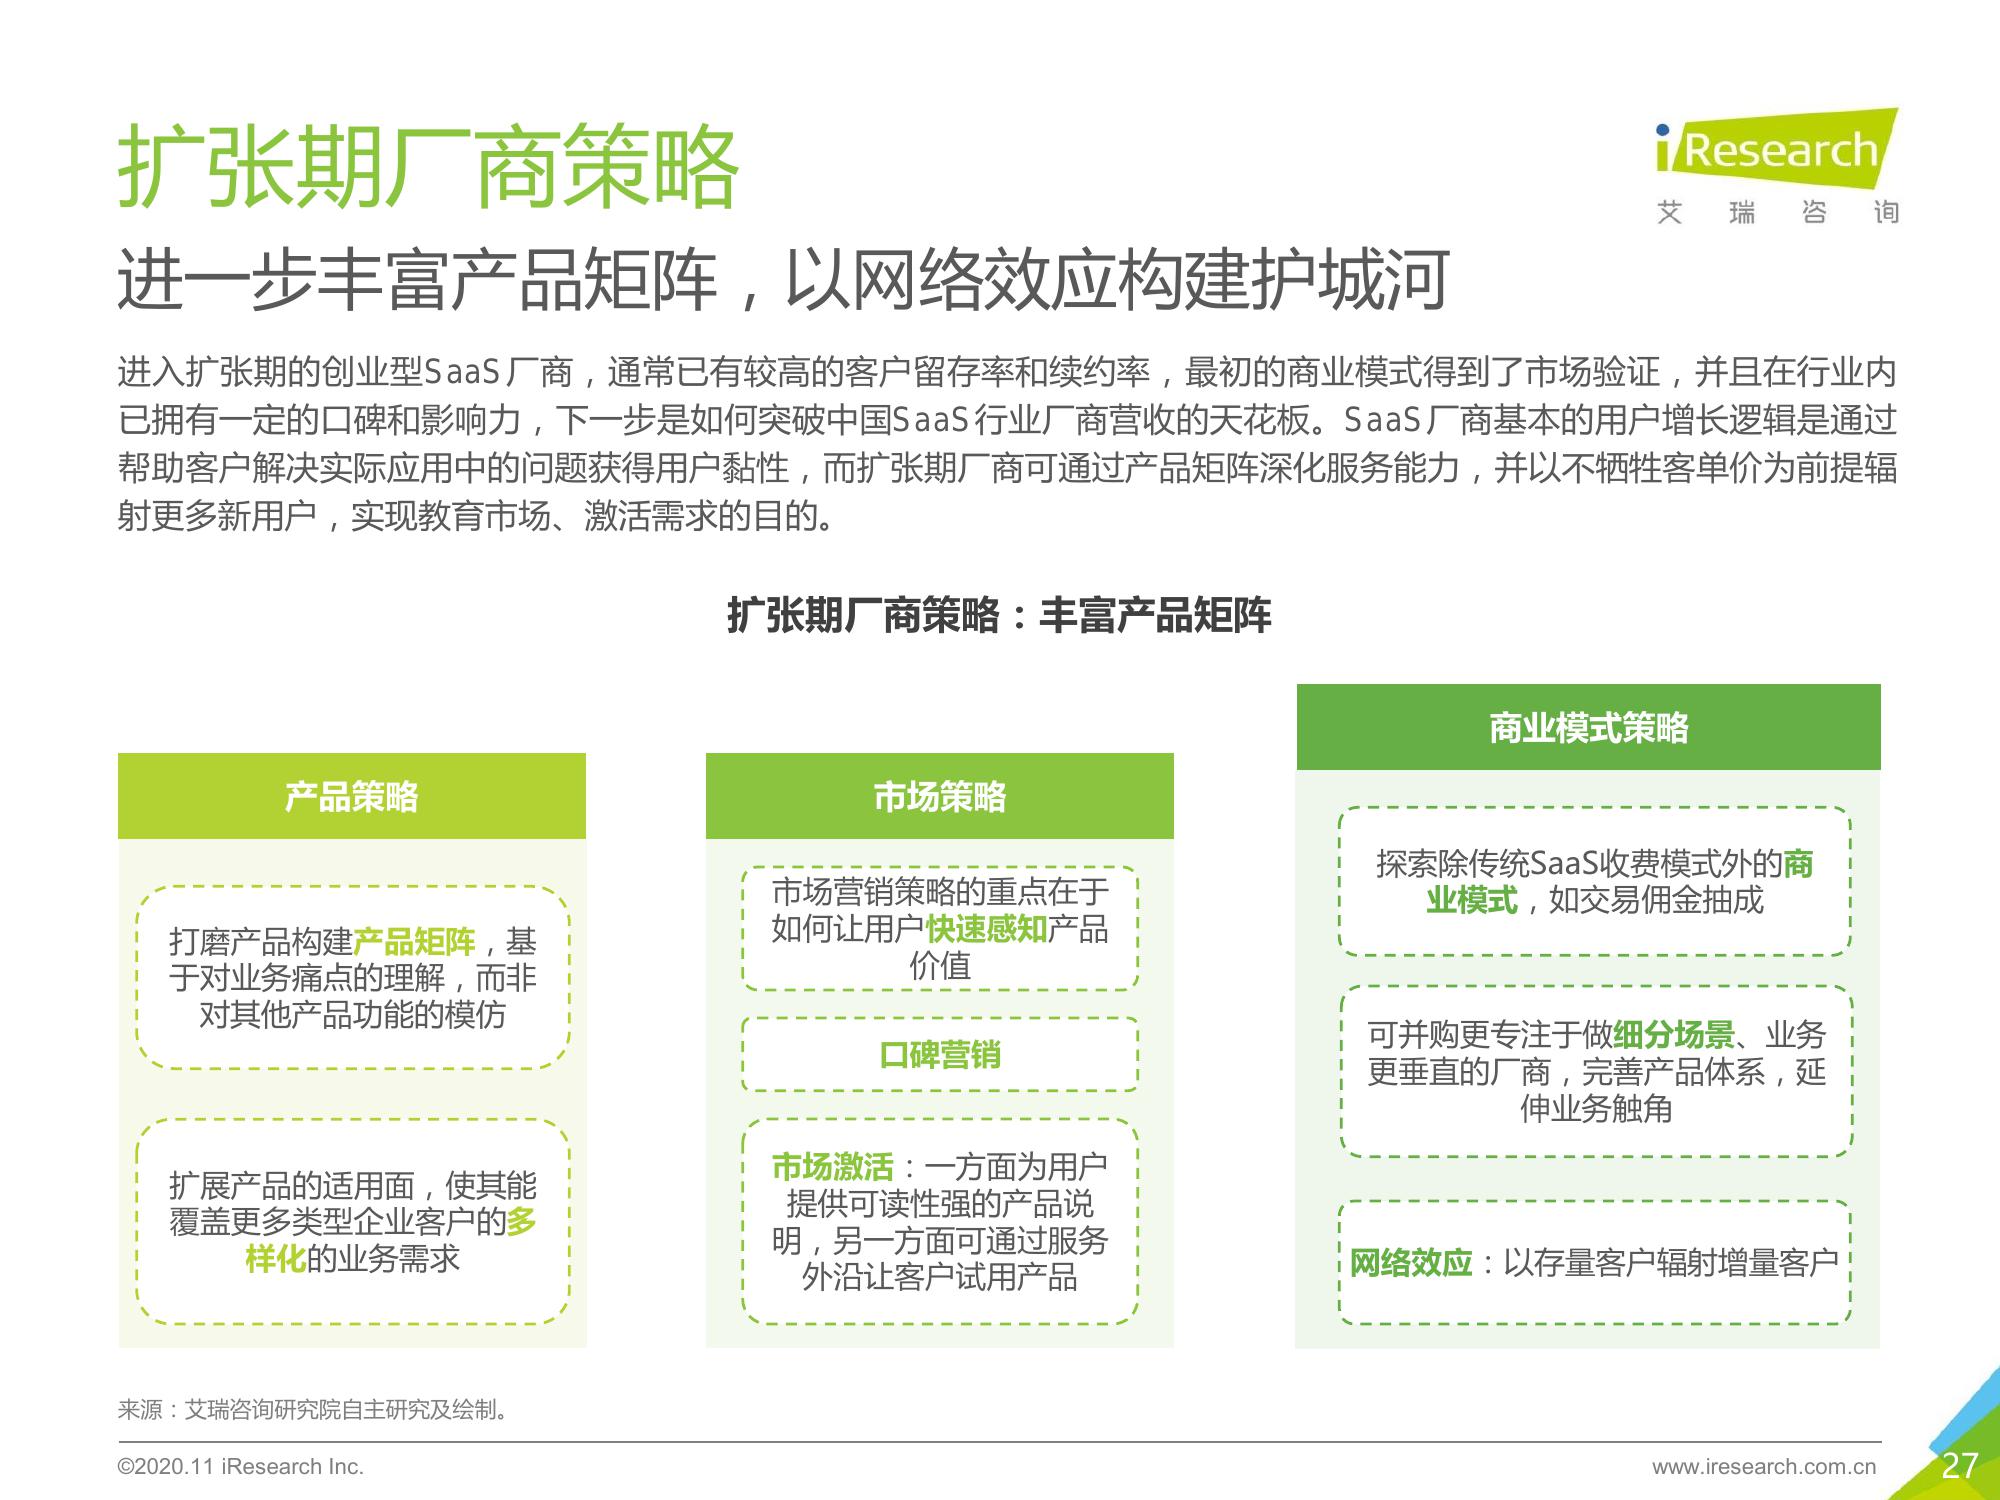 扩张期厂商策略
iResearch
艾瑞咨询
进一步丰富产品矩阵，以网络效应构建护城河
进入扩张期的创业型SaaS厂商，通常已有较高的客户留存率和续约率，最初的商业模式得到了市场验证，并且在行业内
已拥有一定的口碑和影响力，下一步是如何突破中国SaaS行业厂商营收的天花板。SaaS厂商基本的用户增长逻辑是通过
帮助客户解决实际应用中的问题获得用户黏性，而扩张期厂商可通过产品矩阵深化服务能力，并以不牺牲客单价为前提辐
射更多新用户，实现教育市场、激活需求的目的。
扩张期厂商策略：丰富产品矩阵
产品策略
打磨产品构建产品矩阵，基
于对业务痛点的理解，而非
对其他产品功能的模仿
扩展产品的适用面，使其能
覆盖更多类型企业客户的多
样化的业务需求
市场策略
市场营销策略的重点在于
如何让用户快速感知产品
价值
口碑营销
市场激活：一方面为用户
提供可读性强的产品说
明，另一方面可通过服务
外沿让客户试用产品
商业模式策略
探索除传统SaaS收费模式外的商
业模式，如交易佣金抽成
可并购更专注于做细分场景、业务
更垂直的厂商，完善产品体系，延
伸业务触角
网络效应：以存量客户辐射增量客户
来源：艾瑞咨询研究院自主研究及绘制。
©2020.11 iResearch Inc.
www.iresearch.com.cn
27